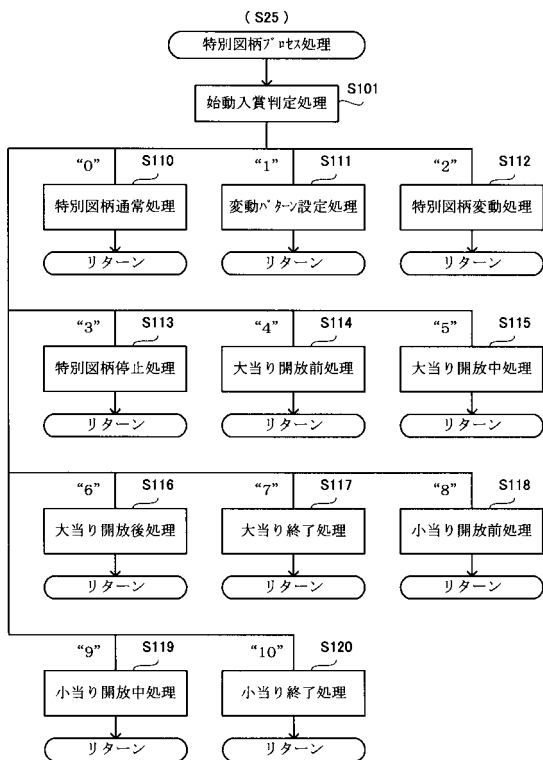 (S25)
特別図柄プロセス処理
S101
始動入賞判定処理
“0” S110 “1” S111 “2” S112
特別図柄通常処理 変動パターン設定処理 特別図柄変動処理
リターン リターン リターン
“3” S113 “4” S114 “5” S115
特別図柄停止処理 大当り開放前処理 大当り開放中処理
リターン リターン リターン
“6” S116 “7” S117 “8” S118
大当り開放後処理 大当り終了処理 小当り開放前処理
リターン リターン リターン
“9” S119 “10” S120
小当り開放中処理 小当り終了処理
リターン リターン